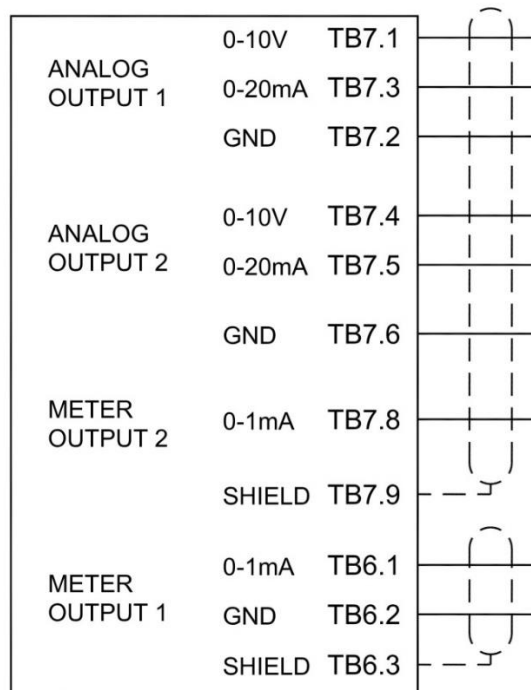 0-10V TB7.1
ANALOG
OUTPUT 1
0-20mA TB7.3
GND TB7.2
0-10V TB7.4
ANALOG
OUTPUT 2
0-20mA TB7.5
GND TB7.6
METER
OUTPUT 2
0-1mA TB7.8
SHIELD TB7.9
0-1mA TB6.1
METER
OUTPUT 1
GND TB6.2
SHIELD TB6.3